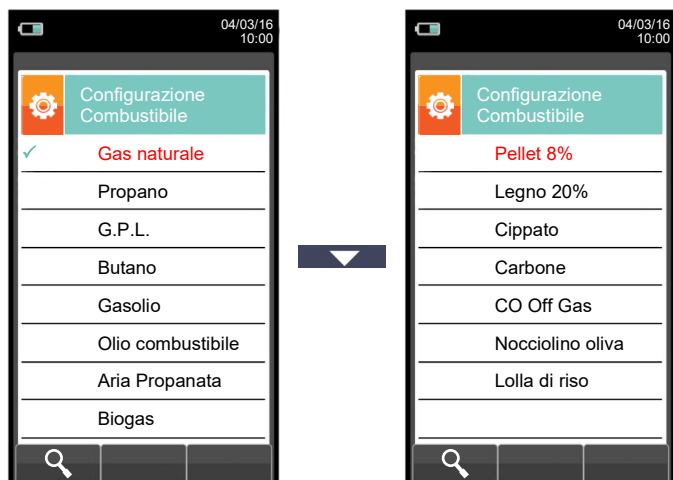 04/03/16
10:00
Configurazione
Combustibile
Gas naturale
Propano
G.P.L.
Butano
Gasolio
Olio combustibile
Aria Propanata
Biogas
04/03/16
10:00
Configurazione
Combustibile
Pellet 8%
Legno 20%
Cippato
Carbone
CO Off Gas
Nocciolino oliva
Lolla di riso